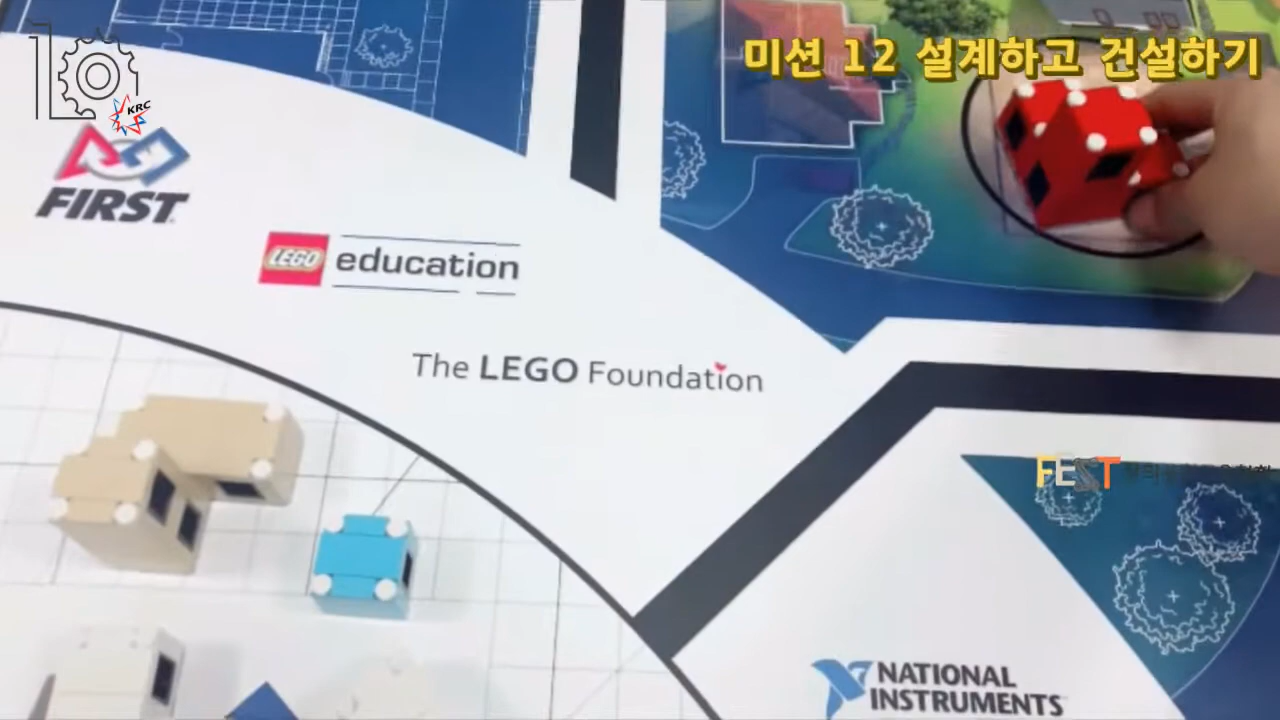 미션 12 설계하고 건설하기
KRC
FIRST
LEGO education
The LEGO Foundation
FEST
NATIONAL
INSTRUMENTS